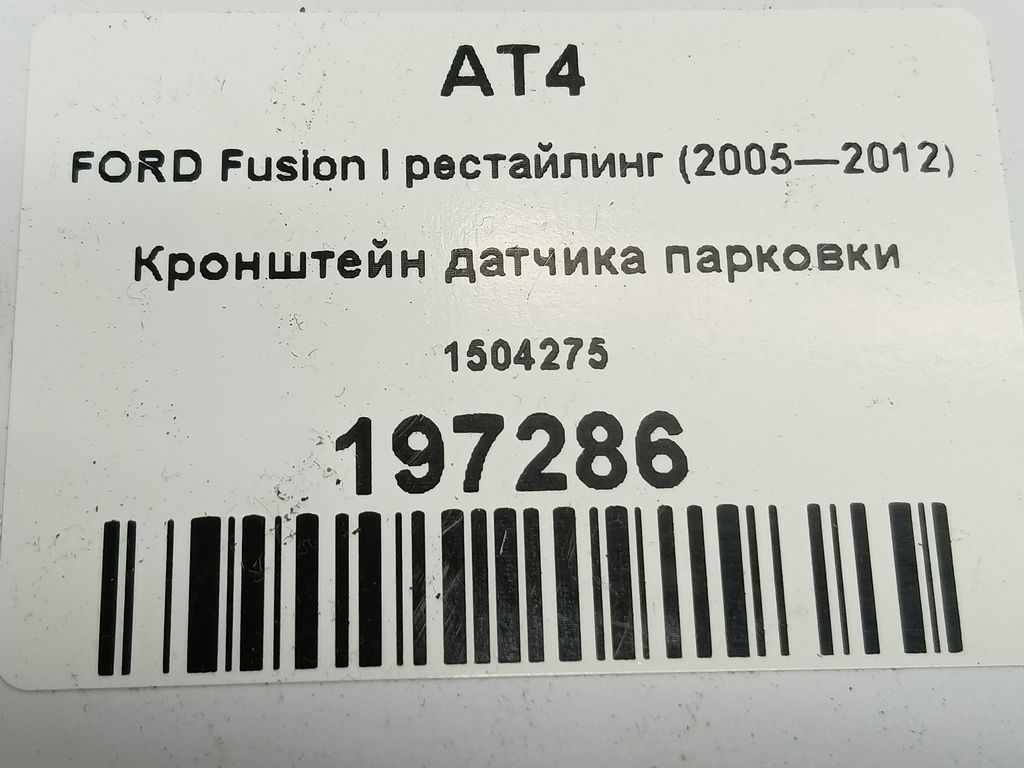 AT4
FORD Fusion I рестайлинг (2005—2012)
Кронштейн датчика парковки
1504275
197286